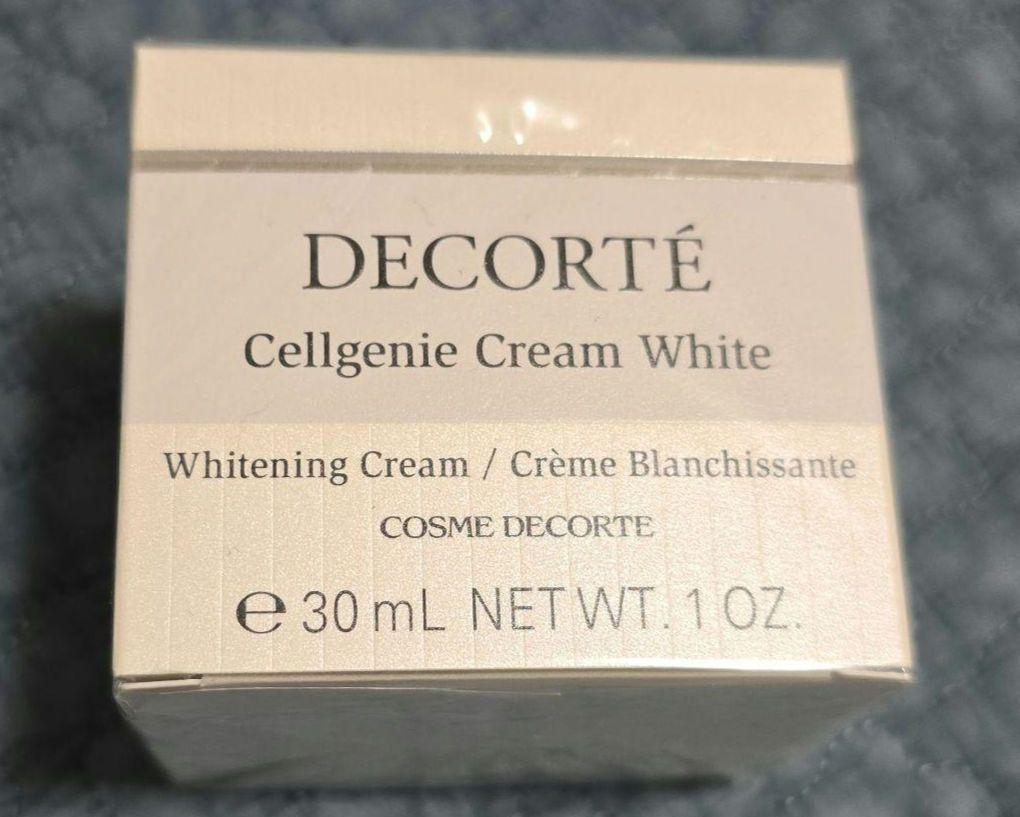 DECORTÉ
Cellgenie Cream White
Whitening Cream / Crème Blanchissante
COSME DECORTE
℮ 30 mL NET WT. 1 OZ.